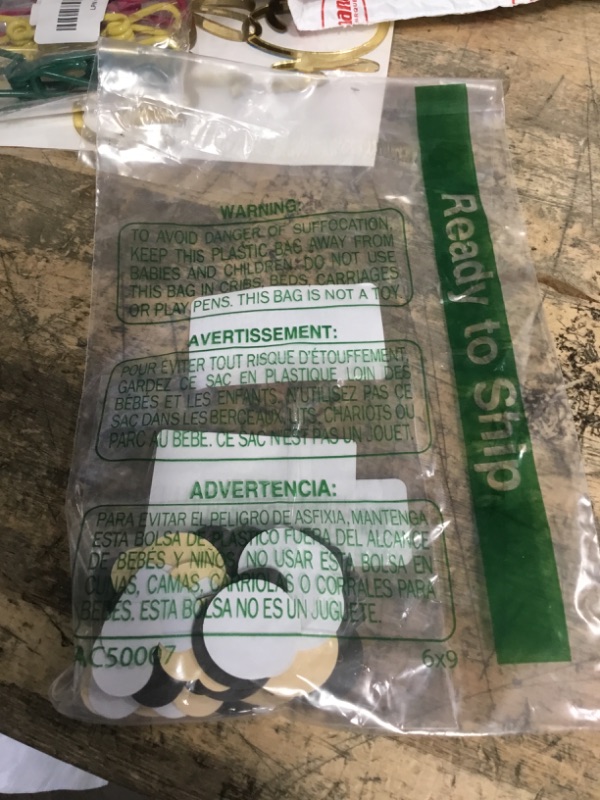 WARNING:
TO AVOID DANGER OF SUFFOCATION,
KEEP THIS PLASTIC BAG AWAY FROM
BABIES AND CHILDREN. DO NOT USE
THIS BAG IN CRIBS, BEDS, CARRIAGES
OR PLAY PENS. THIS BAG IS NOT A TOY.
AVERTISSEMENT:
POUR ÉVITER TOUT RISQUE D'ÉTOUFFEMENT,
GARDEZ CE SAC EN PLASTIQUE LOIN DES
BÉBÉS ET LES ENFANTS. N'UTILISEZ PAS CE
SAC DANS LES BERCEAUX, LITS, CHARIOTS OU
PARC AU BEBE. CE SAC N'EST PAS UN JOUET.
ADVERTENCIA:
PARA EVITAR EL PELIGRO DE ASFIXIA, MANTENGA
ESTA BOLSA DE PLASTICO FUERA DEL ALCANCE
DE BEBÉS Y NIÑOS. NO USAR ESTA BOLSA EN
CUNAS, CAMAS, CARRIOLAS O CORRALES PARA
BEBES. ESTA BOLSA NO ES UN JUGUETE.
AC50007
6x9
Ready to Ship